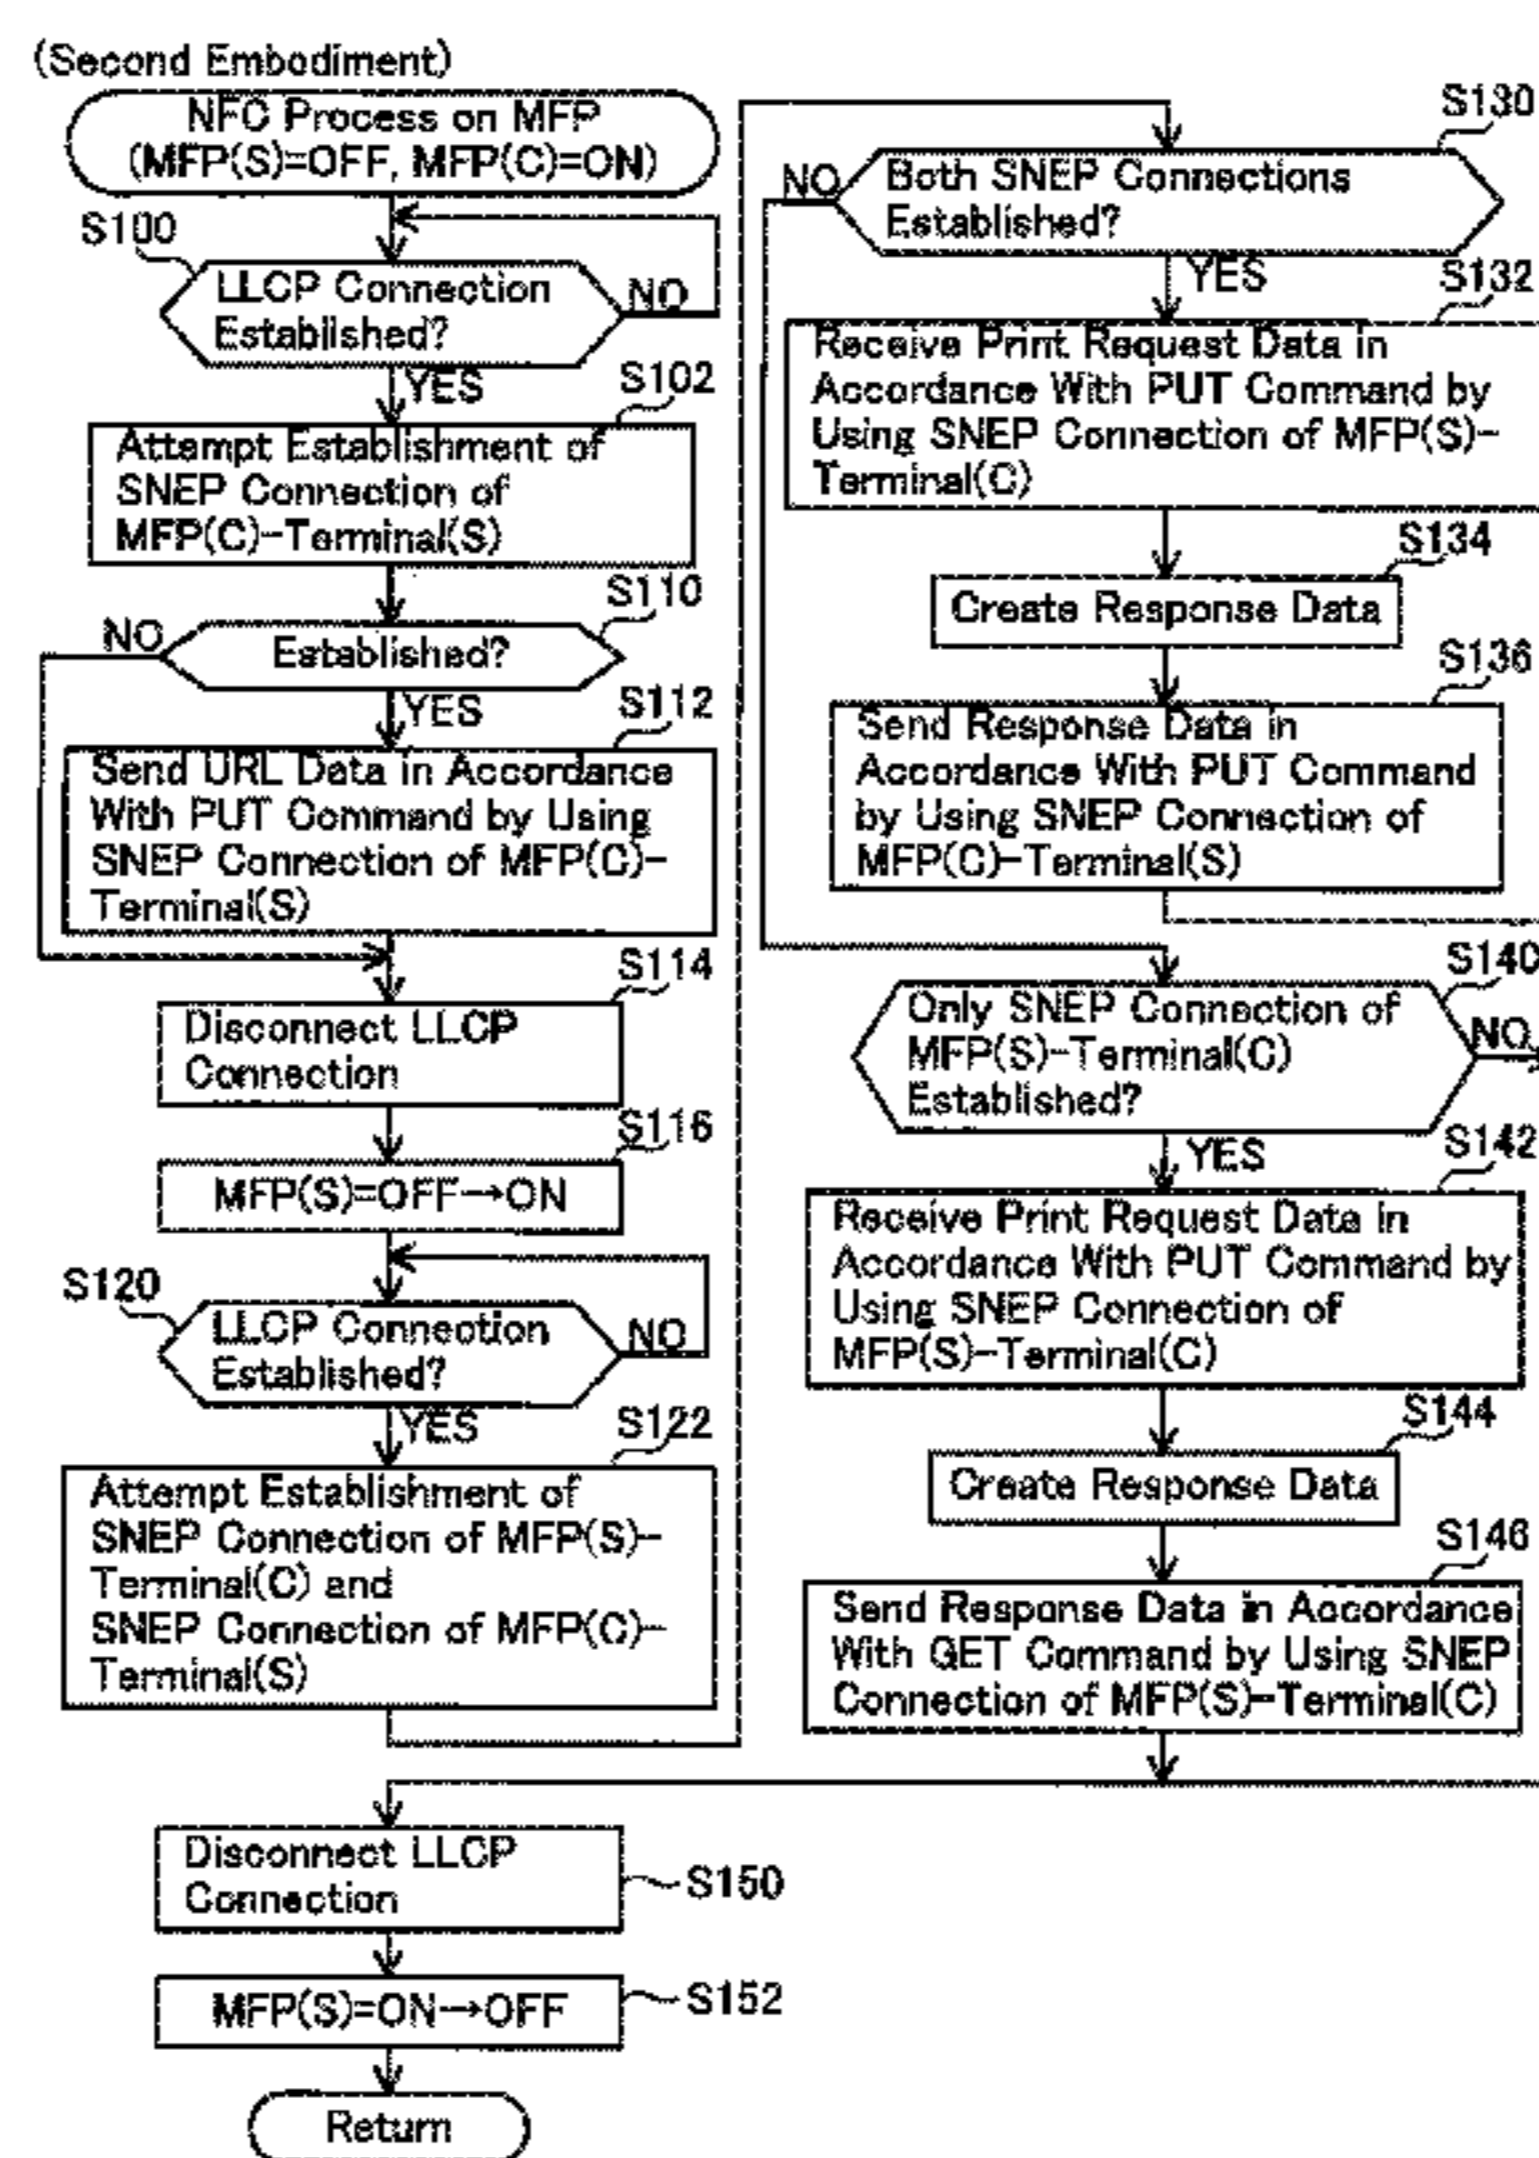 (Second Embodiment)
NFC Process on MFP
(MFP(S)=OFF, MFP(C)=ON)
S100
LLCP Connection
Established?
NO
YES
S102
Attempt Establishment of
SNEP Connection of
MFP(C)-Terminal(S)
S110
NO
Established?
YES
S112
Send URL Data in Accordance
With PUT Command by Using
SNEP Connection of MFP(C)-
Terminal(S)
S114
Disconnect LLCP
Connection
S116
MFP(S)=OFF→ON
S120
LLCP Connection
Established?
NO
YES
S122
Attempt Establishment of
SNEP Connection of MFP(S)-
Terminal(C) and
SNEP Connection of MFP(C)-
Terminal(S)
S130
NO
Both SNEP Connections
Established?
YES
S132
Receive Print Request Data in
Accordance With PUT Command by
Using SNEP Connection of MFP(S)-
Terminal(C)
S134
Create Response Data
S136
Send Response Data in
Accordance With PUT Command
by Using SNEP Connection of
MFP(C)-Terminal(S)
S140
Only SNEP Connection of
MFP(S)-Terminal(C)
Established?
NO
YES
S142
Receive Print Request Data in
Accordance With PUT Command by
Using SNEP Connection of
MFP(S)-Terminal(C)
S144
Create Response Data
S146
Send Response Data in Accordance
With GET Command by Using SNEP
Connection of MFP(S)-Terminal(C)
Disconnect LLCP
Connection
S150
MFP(S)=ON→OFF
S152
Return